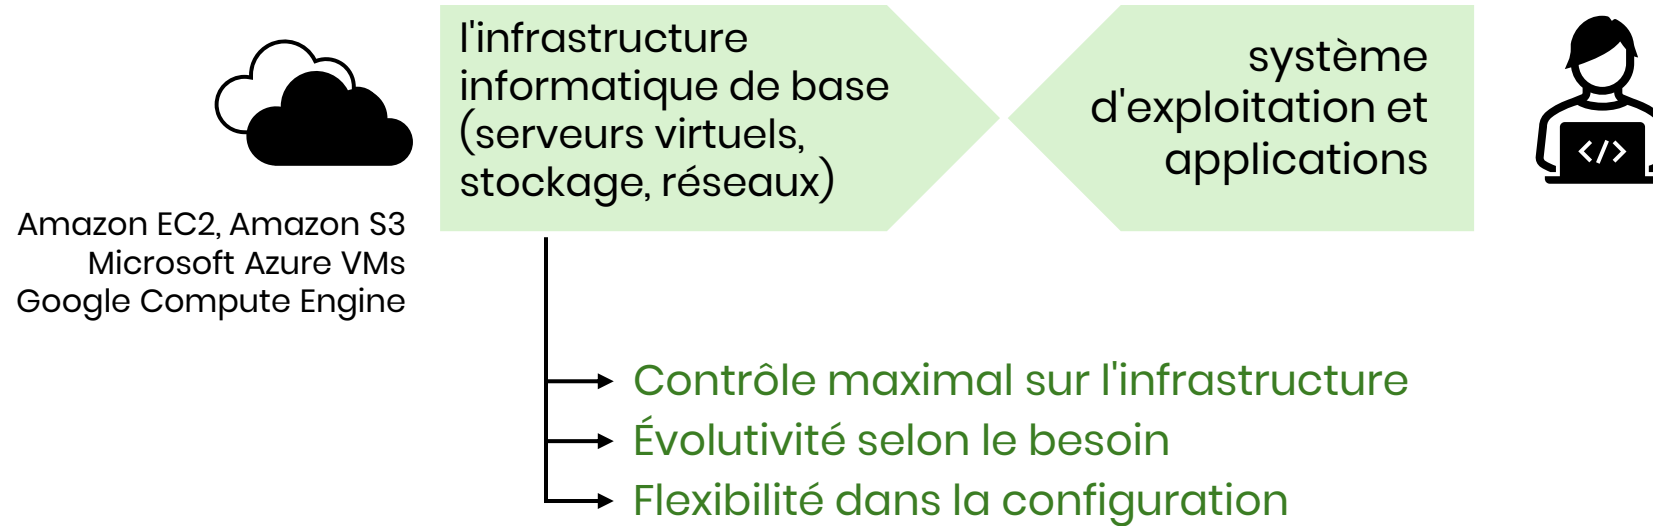 l'infrastructure
informatique de base
(serveurs virtuels,
stockage, réseaux)
système
d'exploitation et
applications
</>
Amazon EC2, Amazon S3
Microsoft Azure VMs
Google Compute Engine
Contrôle maximal sur l'infrastructure
Évolutivité selon le besoin
Flexibilité dans la configuration